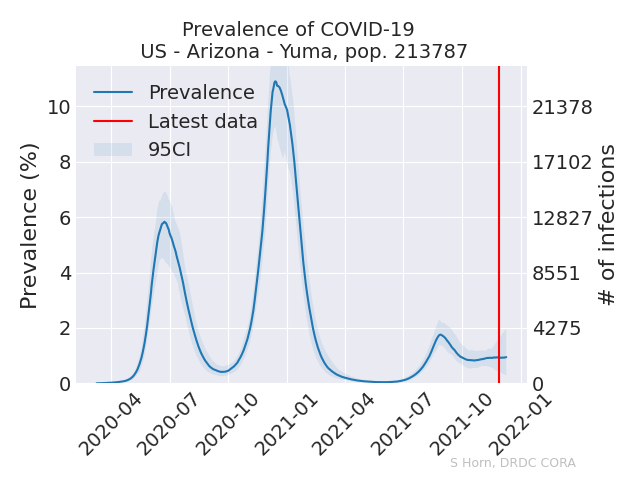 Prevalence of COVID-19
US - Arizona - Yuma, pop. 213787
Prevalence
Latest data
95CI
Prevalence (%)
10
8
6
4
2
0
21378
17102
12827
8551
4275
0
# of infections
2020-04
2020-07
2020-10
2021-01
2021-04
2021-07
2021-10
2022-01
S Horn, DRDC CORA